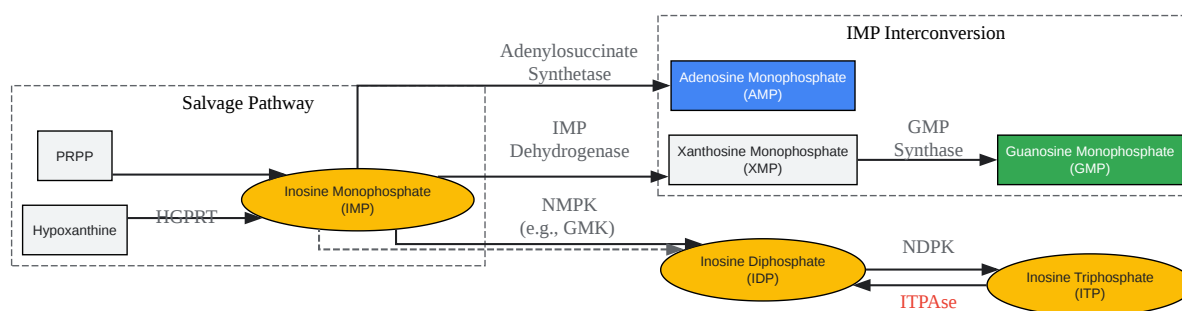 IMP Interconversion
Adenylosuccinate
Synthetase
Adenosine Monophosphate
(AMP)
Salvage Pathway
PRPP
IMP
Dehydrogenase
Xanthosine Monophosphate
(XMP)
GMP
Synthase
Guanosine Monophosphate
(GMP)
Inosine Monophosphate
(IMP)
Hypoxanthine
HGPRT
NMPK
(e.g., GMK)
Inosine Diphosphate
(IDP)
NDPK
ITPAse
Inosine Triphosphate
(ITP)